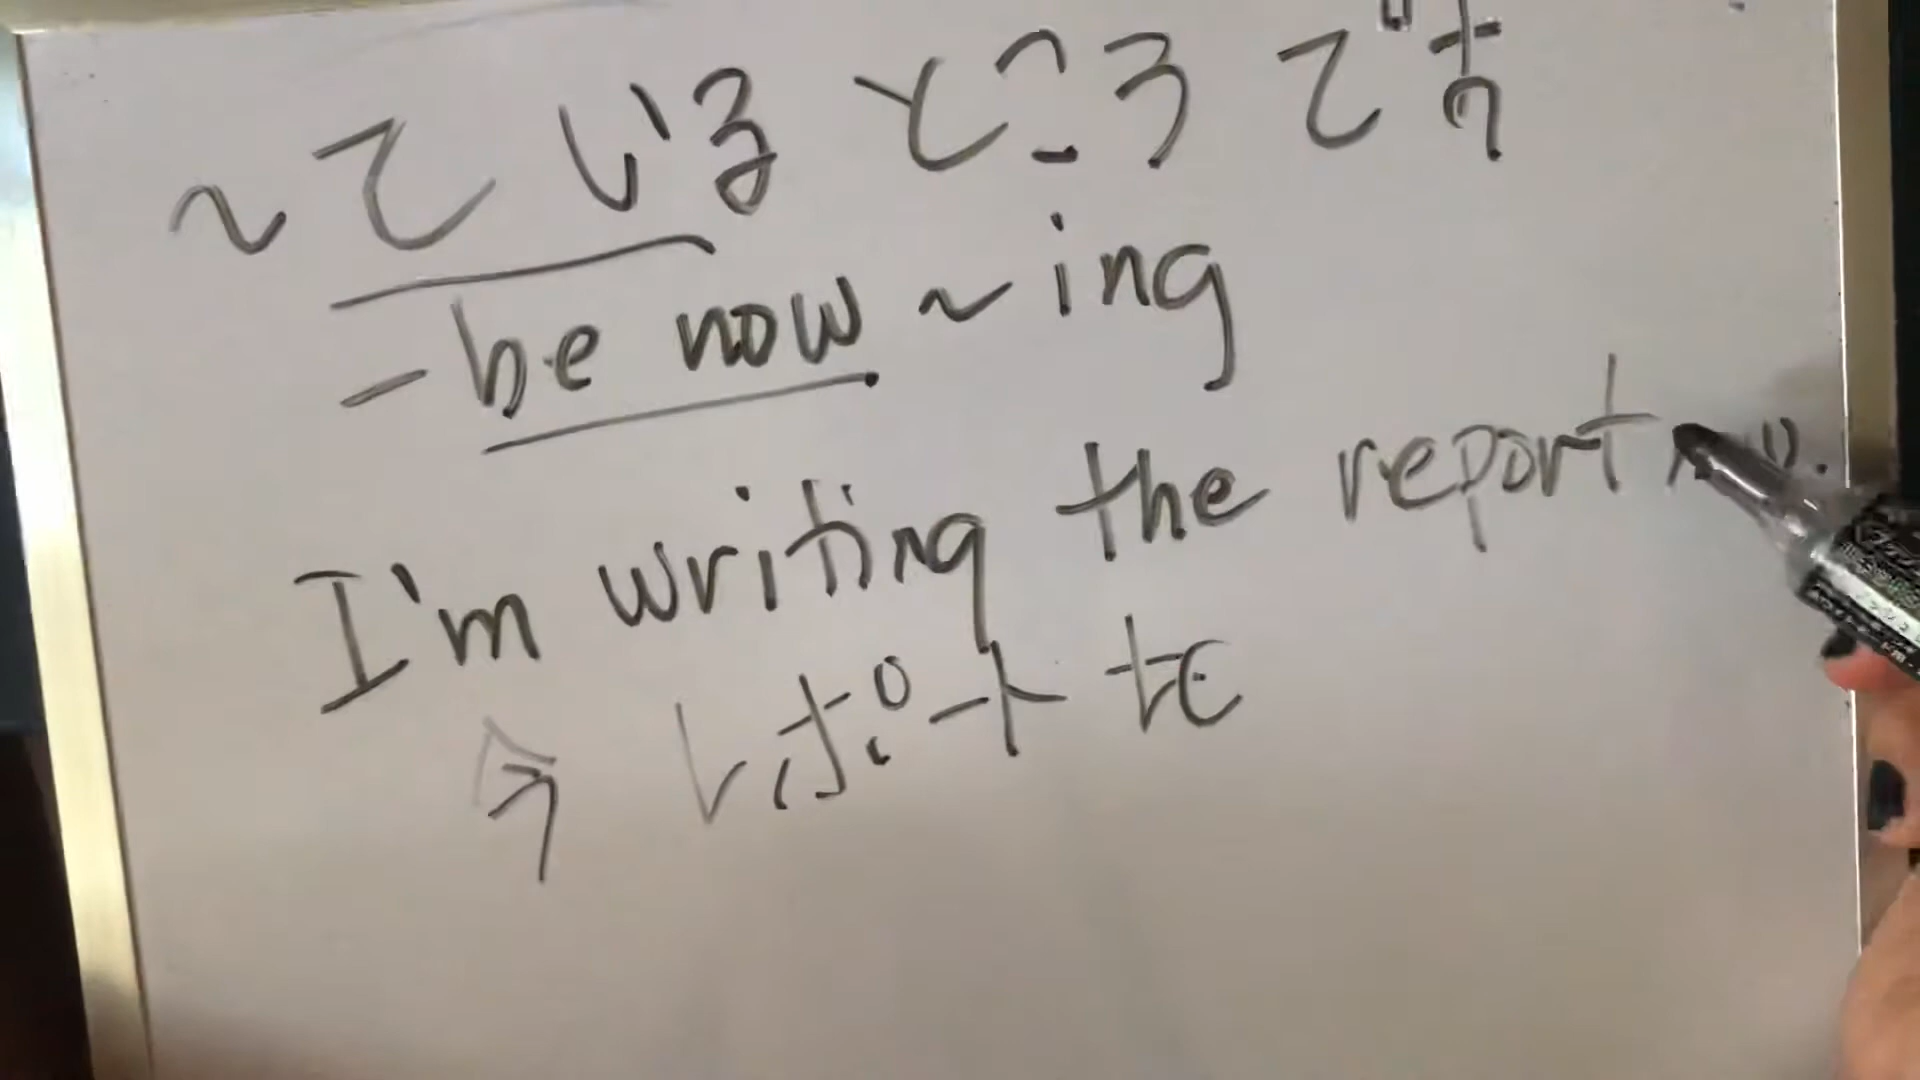 ~ているところです
- be now ~ing
I'm writing the report
今 レポートを